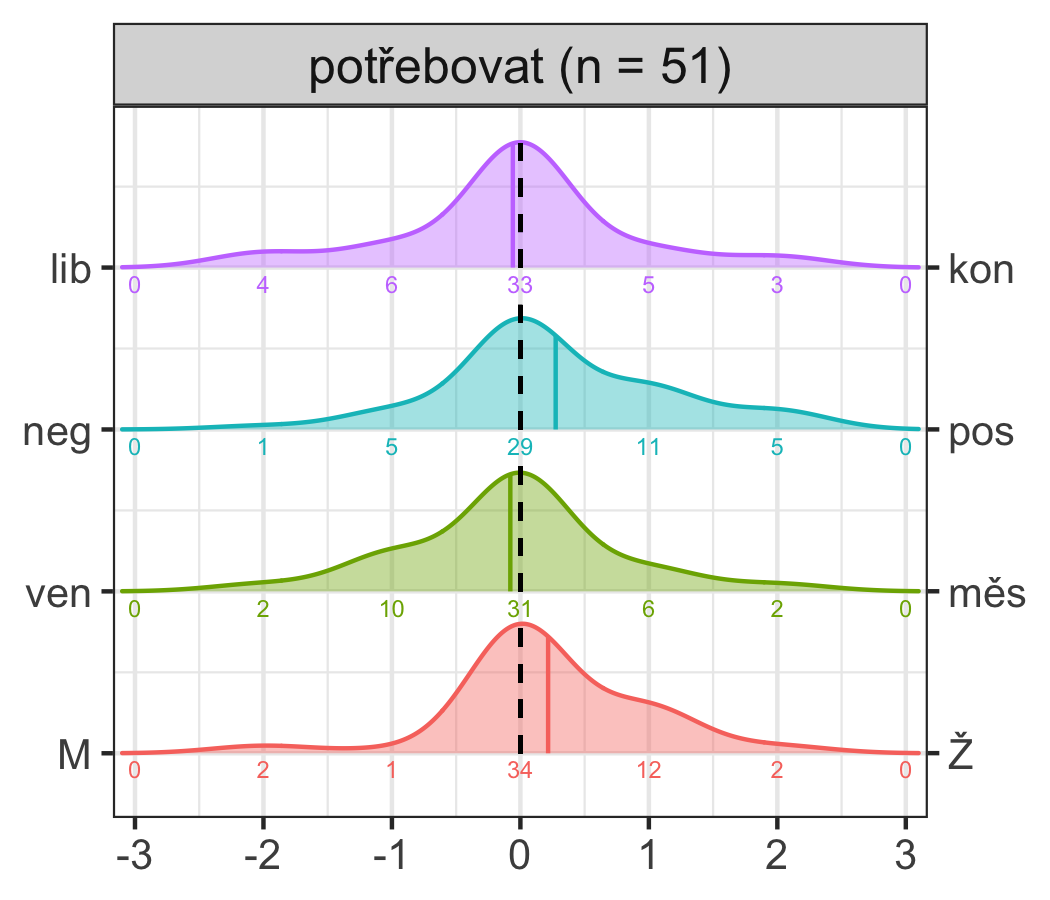 potřebovat (n = 51)
lib kon
0 4 6 33 5 3 0
neg pos
0 1 5 29 11 5 0
ven měs
0 2 10 31 6 2 0
M Ž
0 2 1 34 12 2 0
-3 -2 -1 0 1 2 3